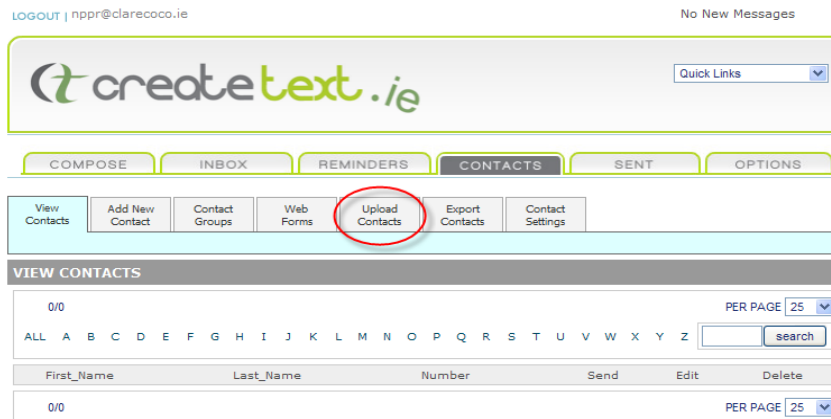 LOGOUT | nppr@clarecoco.ie No New Messages
createtext.ie
Quick Links
COMPOSE INBOX REMINDERS CONTACTS SENT OPTIONS
View Contacts Add New Contact Contact Groups Web Forms Upload Contacts Export Contacts Contact Settings
VIEW CONTACTS
0/0 PER PAGE 25
ALL A B C D E F G H I J K L M N O P Q R S T U V W X Y Z search
First_Name Last_Name Number Send Edit Delete
0/0 PER PAGE 25